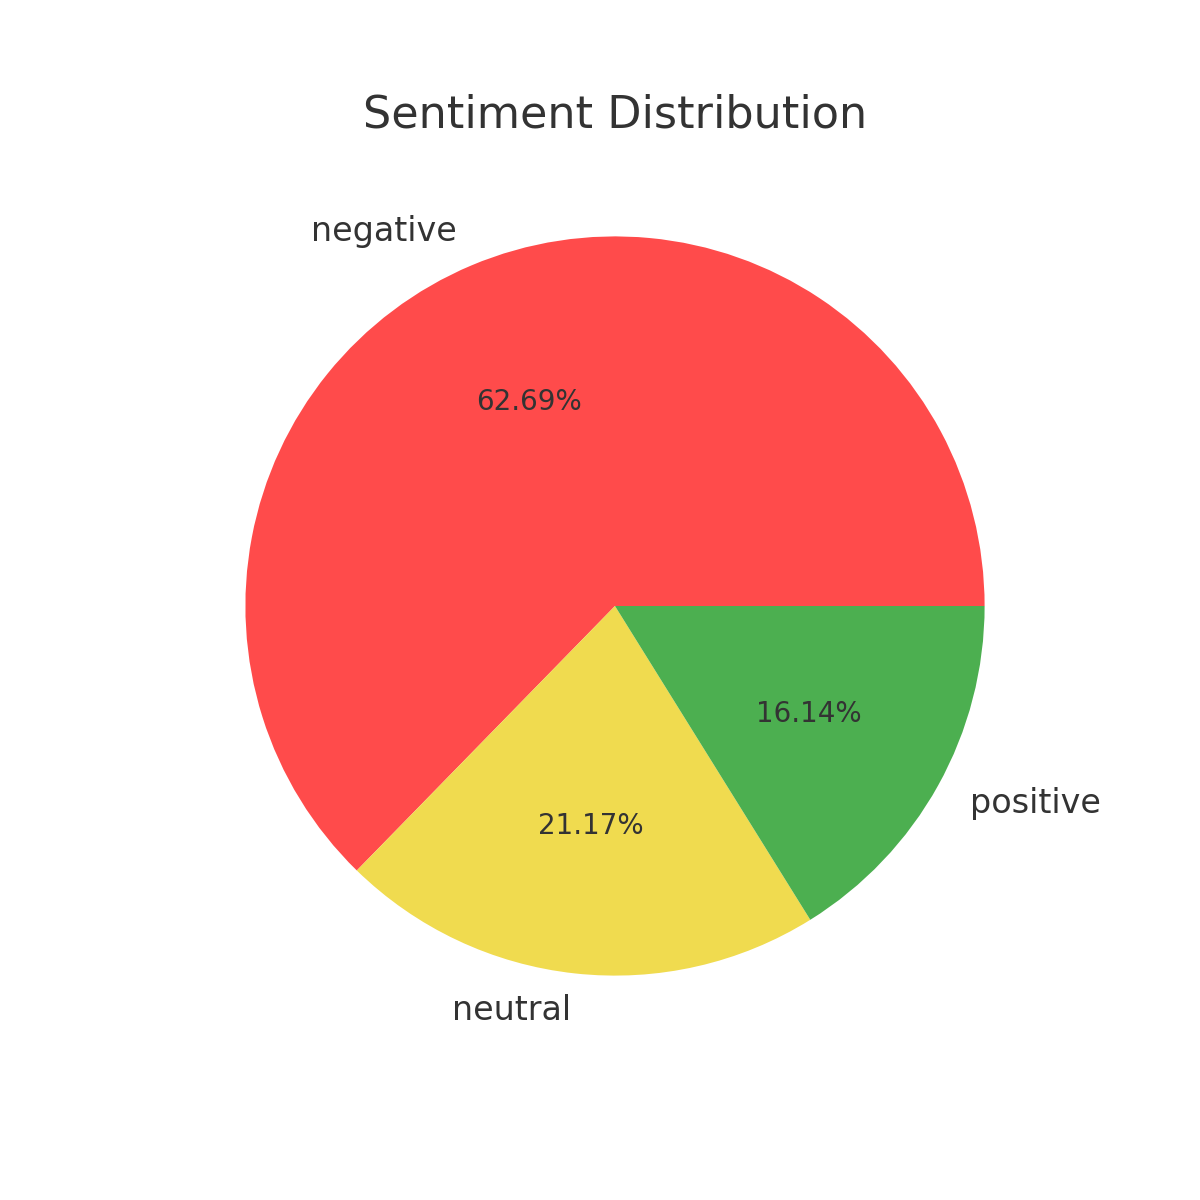 Sentiment Distribution
negative
62.69%
16.14%
positive
21.17%
neutral